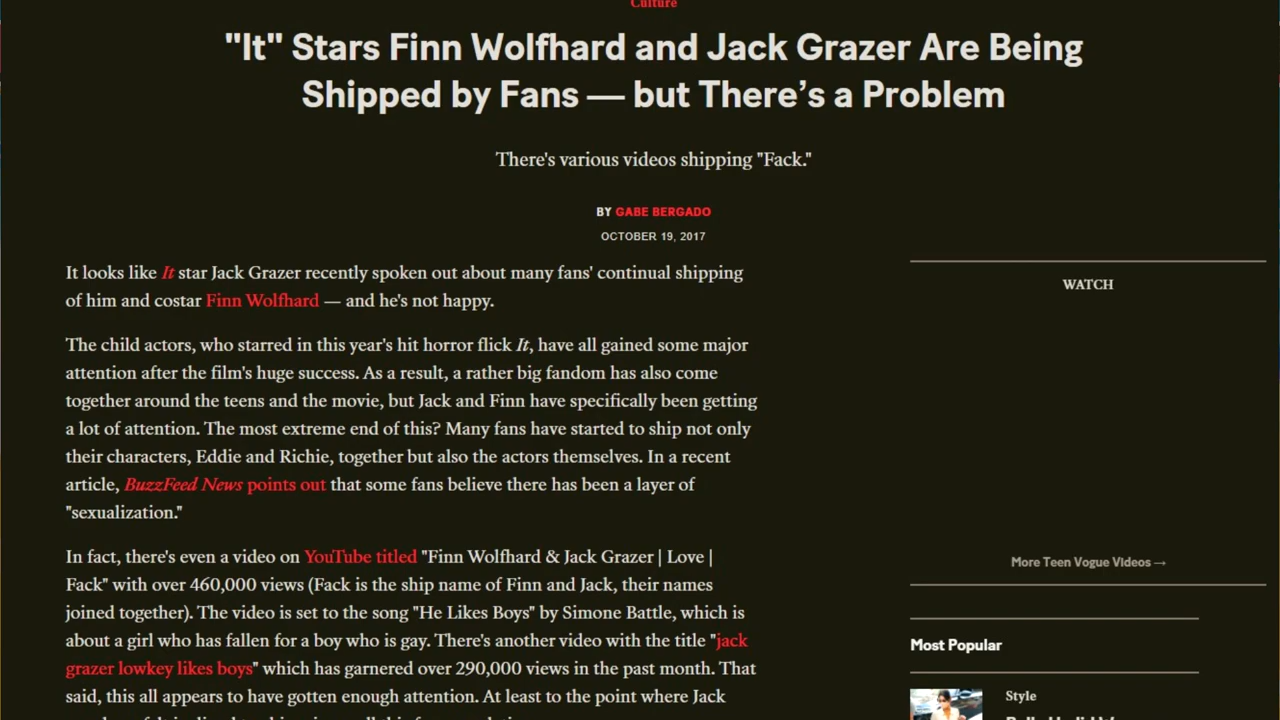 Culture
"It" Stars Finn Wolfhard and Jack Grazer Are Being
Shipped by Fans — but There's a Problem
There's various videos shipping "Fack."
BY GABE BERGADO
OCTOBER 19, 2017
It looks like It star Jack Grazer recently spoken out about many fans' continual shipping
of him and costar Finn Wolfhard — and he's not happy.
The child actors, who starred in this year's hit horror flick It, have all gained some major
attention after the film's huge success. As a result, a rather big fandom has also come
together around the teens and the movie, but Jack and Finn have specifically been getting
a lot of attention. The most extreme end of this? Many fans have started to ship not only
their characters, Eddie and Richie, together but also the actors themselves. In a recent
article, BuzzFeed News points out that some fans believe there has been a layer of
"sexualization."
In fact, there's even a video on YouTube titled "Finn Wolfhard & Jack Grazer | Love |
Fack" with over 460,000 views (Fack is the ship name of Finn and Jack, their names
joined together). The video is set to the song "He Likes Boys" by Simone Battle, which is
about a girl who has fallen for a boy who is gay. There's another video with the title "jack
grazer lowkey likes boys" which has garnered over 290,000 views in the past month. That
said, this all appears to have gotten enough attention. At least to the point where Jack
WATCH
More Teen Vogue Videos →
Most Popular
Style